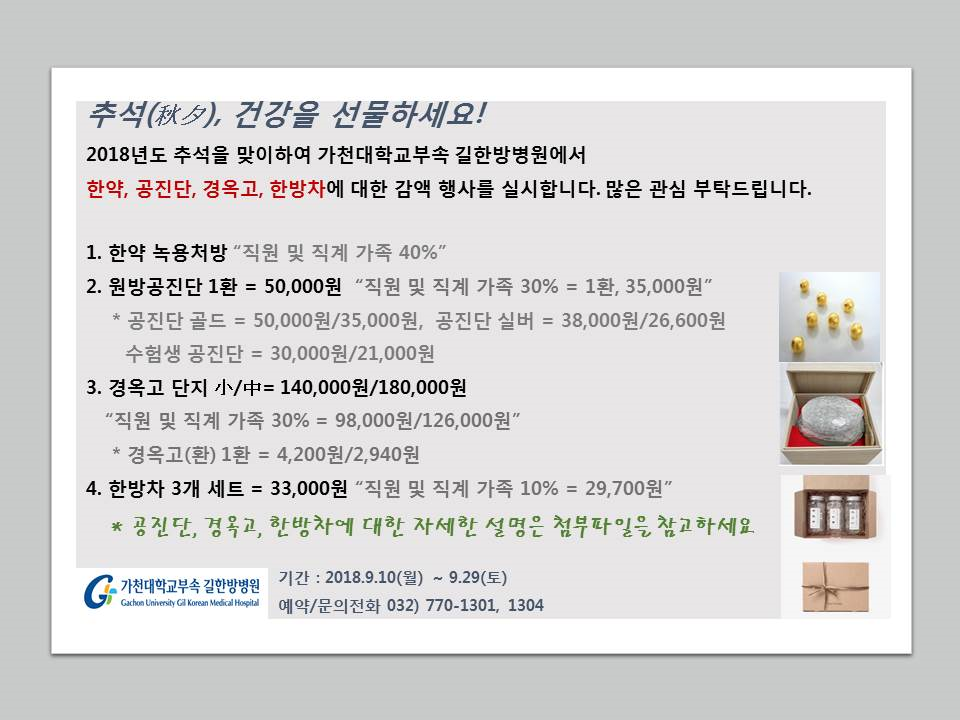 추석(秋夕), 건강을 선물하세요!
2018년도 추석을 맞이하여 가천대학교부속 길한방병원에서
한약, 공진단, 경옥고, 한방차에 대한 감액 행사를 실시합니다. 많은 관심 부탁드립니다.
1. 한약 녹용처방 “직원 및 직계 가족 40%”
2. 원방공진단 1환 = 50,000원 “직원 및 직계 가족 30% = 1환, 35,000원”
* 공진단 골드 = 50,000원/35,000원, 공진단 실버 = 38,000원/26,600원
수험생 공진단 = 30,000원/21,000원
3. 경옥고 단지 小/中= 140,000원/180,000원
“직원 및 직계 가족 30% = 98,000원/126,000원”
* 경옥고(환) 1환 = 4,200원/2,940원
4. 한방차 3개 세트 = 33,000원 “직원 및 직계 가족 10% = 29,700원”
* 공진단, 경옥고, 한방차에 대한 자세한 설명은 첨부파일을 참고하세요
가천대학교부속 길한방병원
Gachon University Gil Korean Medical Hospital
기간 : 2018.9.10(월) ~ 9.29(토)
예약/문의전화 032) 770-1301, 1304